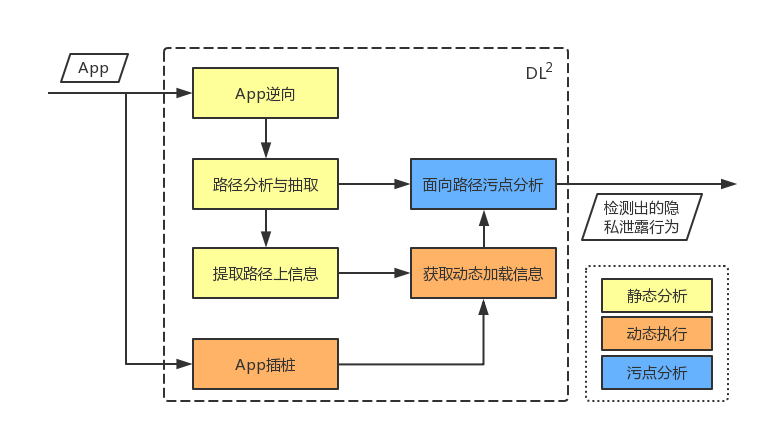 App
DL²
App逆向
路径分析与抽取
面向路径污点分析
检测出的隐
私泄露行为
提取路径上信息
获取动态加载信息
App插桩
静态分析
动态执行
污点分析